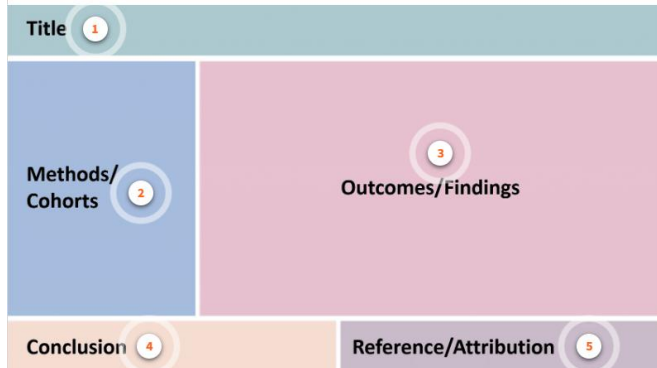 Title 1
3
Methods/
Cohorts 2
Outcomes/Findings
Conclusion 4
Reference/Attribution 5